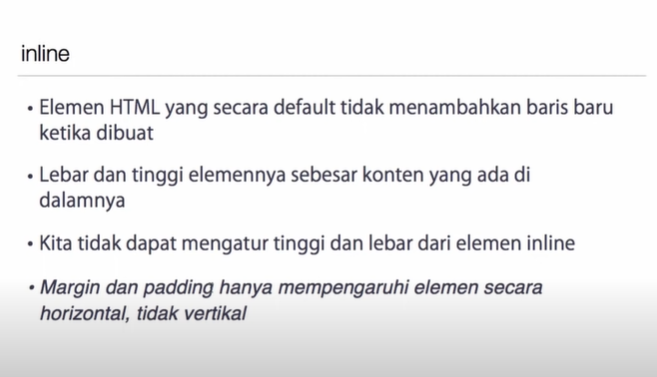 inline
• Elemen HTML yang secara default tidak menambahkan baris baru
ketika dibuat
• Lebar dan tinggi elemennya sebesar konten yang ada di
dalamnya
• Kita tidak dapat mengatur tinggi dan lebar dari elemen inline
• Margin dan padding hanya mempengaruhi elemen secara
horizontal, tidak vertikal